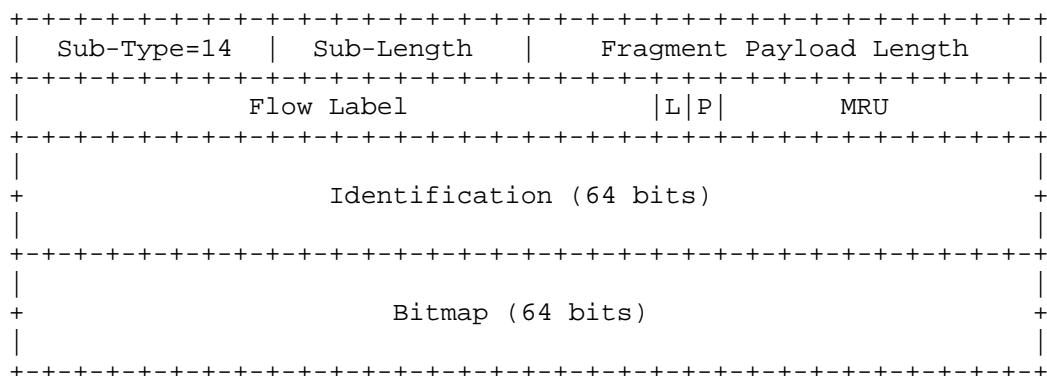 +-+-+-+-+-+-+-+-+-+-+-+-+-+-+-+-+-+-+-+-+-+-+-+-+-+-+-+-+-+-+-+-+
|  Sub-Type=14  |  Sub-Length   |    Fragment Payload Length    |
+-+-+-+-+-+-+-+-+-+-+-+-+-+-+-+-+-+-+-+-+-+-+-+-+-+-+-+-+-+-+-+-+
|              Flow Label               |L|P|       MRU         |
+-+-+-+-+-+-+-+-+-+-+-+-+-+-+-+-+-+-+-+-+-+-+-+-+-+-+-+-+-+-+-+-+
|                                                               |
+                   Identification (64 bits)                    +
|                                                               |
+-+-+-+-+-+-+-+-+-+-+-+-+-+-+-+-+-+-+-+-+-+-+-+-+-+-+-+-+-+-+-+-+
|                                                               |
+                       Bitmap (64 bits)                        +
|                                                               |
+-+-+-+-+-+-+-+-+-+-+-+-+-+-+-+-+-+-+-+-+-+-+-+-+-+-+-+-+-+-+-+-+